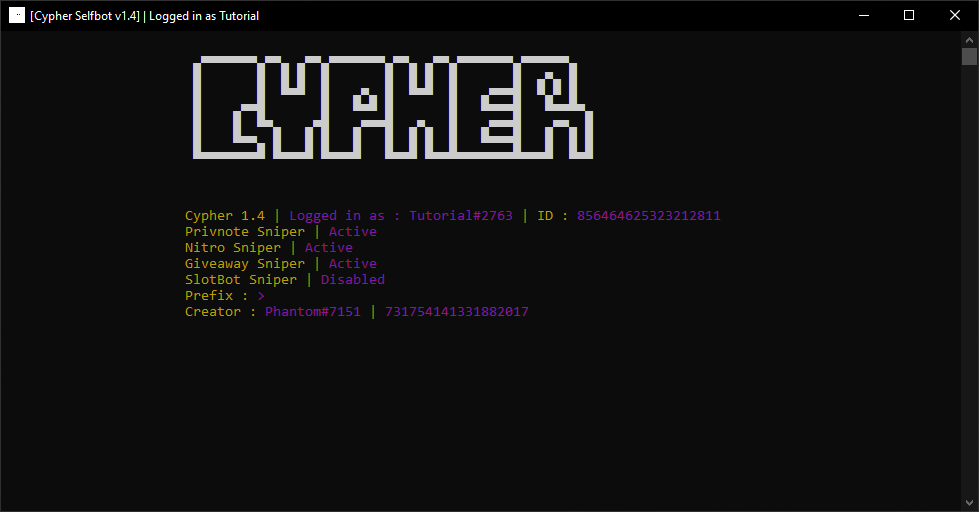 [Cypher Selfbot v1.4] | Logged in as Tutorial
CYPHER
Cypher 1.4 | Logged in as : Tutorial#2763 | ID : 856464625323212811
Privnote Sniper | Active
Nitro Sniper | Active
Giveaway Sniper | Active
SlotBot Sniper | Disabled
Prefix : >
Creator : Phantom#7151 | 731754141331882017